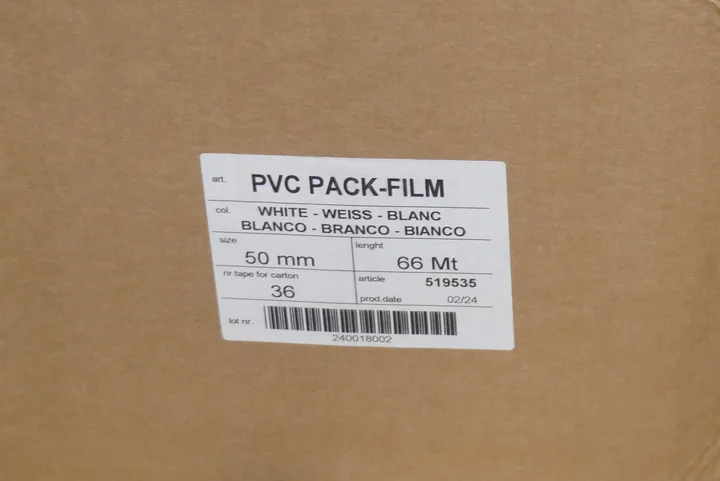 art. PVC PACK-FILM
col. WHITE - WEISS - BLANC
BLANCO - BRANCO - BIANCO
size 50 mm
lenght 66 Mt
nr.tape for carton 36
article 519535
prod.date 02/24
lot nr.
240018002